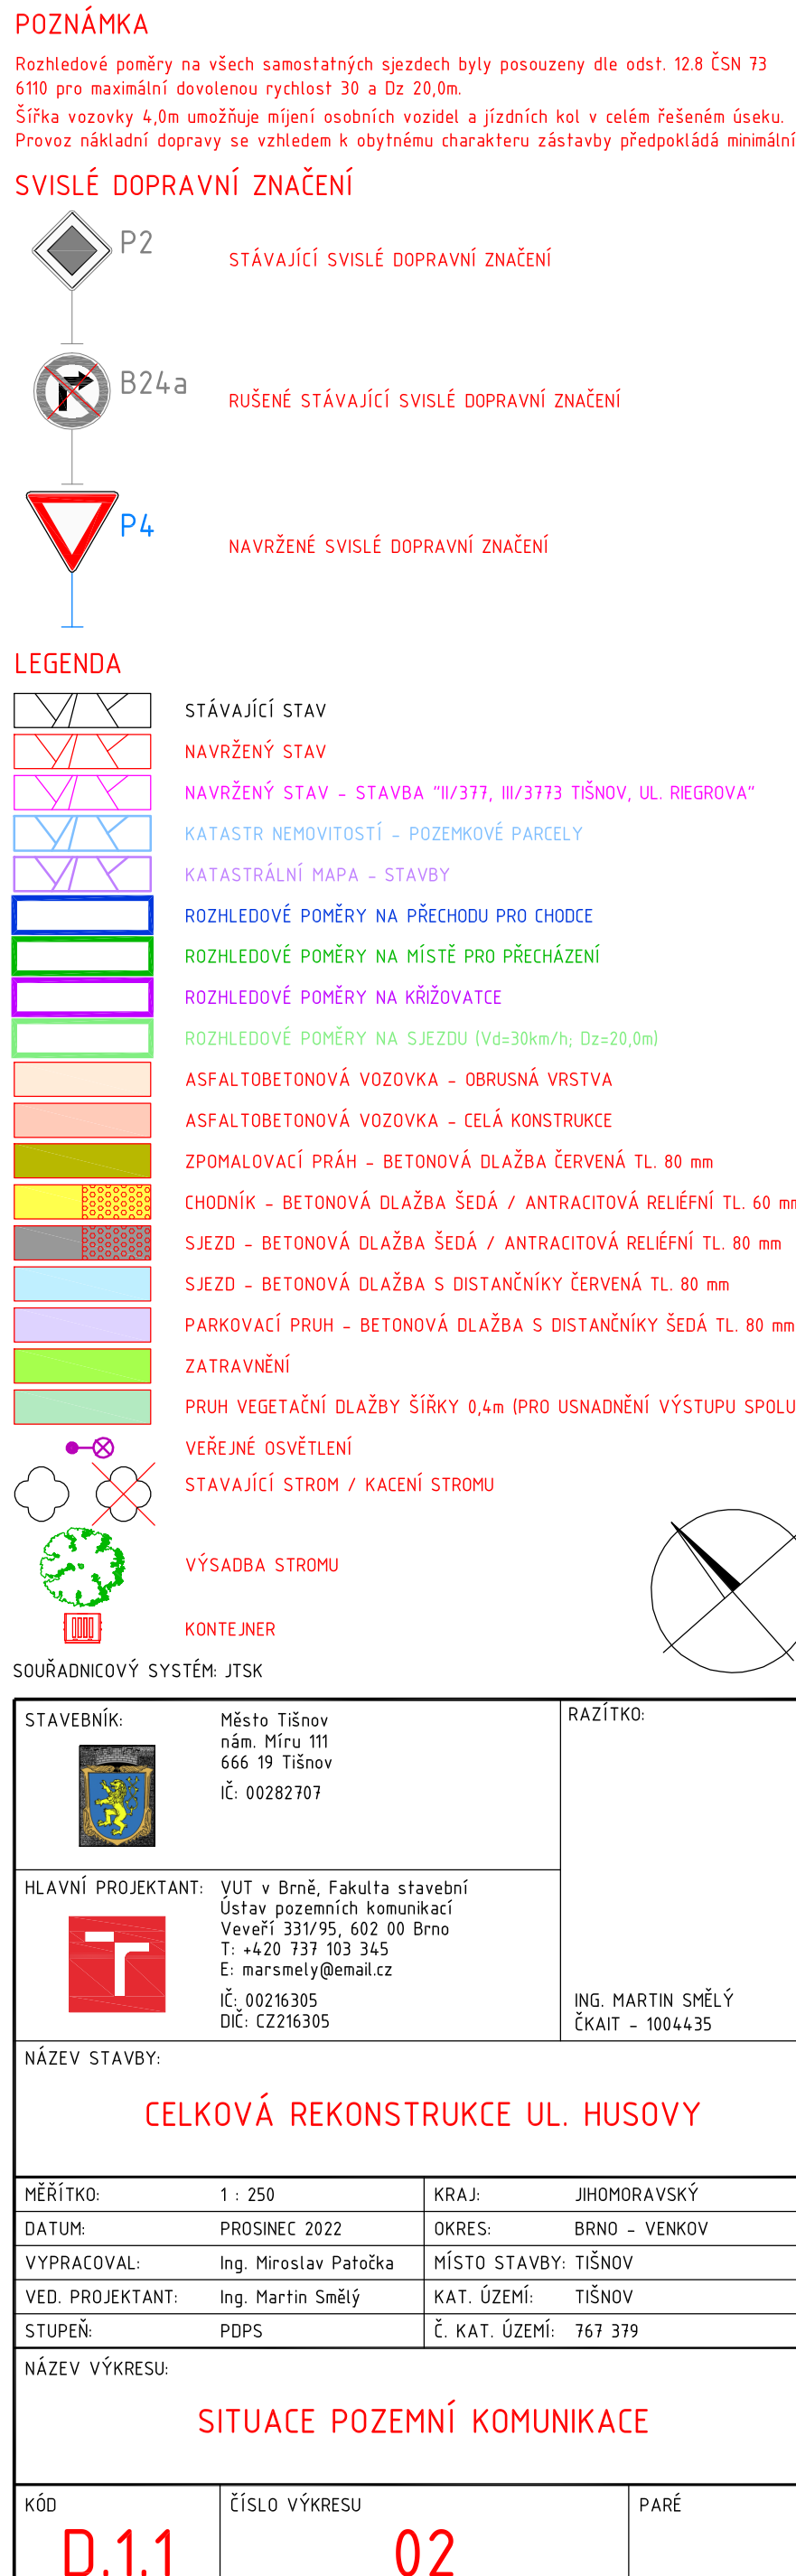 POZNÁMKA
Rozhledové poměry na všech samostatných sjezdech byly posouzeny dle odst. 12.8 ČSN 73
6110 pro maximální dovolenou rychlost 30 a Dz 20,0m.
Šířka vozovky 4,0m umožňuje míjení osobních vozidel a jízdních kol v celém řešeném úseku.
Provoz nákladní dopravy se vzhledem k obytnému charakteru zástavby předpokládá minimální
SVISLÉ DOPRAVNÍ ZNAČENÍ
P2
STÁVAJÍCÍ SVISLÉ DOPRAVNÍ ZNAČENÍ
B24a
RUŠENÉ STÁVAJÍCÍ SVISLÉ DOPRAVNÍ ZNAČENÍ
P4
NAVRŽENÉ SVISLÉ DOPRAVNÍ ZNAČENÍ
LEGENDA
STÁVAJÍCÍ STAV
NAVRŽENÝ STAV
NAVRŽENÝ STAV - STAVBA "II/377, III/3773 TIŠNOV, UL. RIEGROVA"
KATASTR NEMOVITOSTÍ - POZEMKOVÉ PARCELY
KATASTRÁLNÍ MAPA - STAVBY
ROZHLEDOVÉ POMĚRY NA PŘECHODU PRO CHODCE
ROZHLEDOVÉ POMĚRY NA MÍSTĚ PRO PŘECHÁZENÍ
ROZHLEDOVÉ POMĚRY NA KŘIŽOVATCE
ROZHLEDOVÉ POMĚRY NA SJEZDU (Vd=30km/h; Dz=20,0m)
ASFALTOBETONOVÁ VOZOVKA - OBRUSNÁ VRSTVA
ASFALTOBETONOVÁ VOZOVKA - CELÁ KONSTRUKCE
ZPOMALOVACÍ PRÁH - BETONOVÁ DLAŽBA ČERVENÁ TL. 80 mm
CHODNÍK - BETONOVÁ DLAŽBA ŠEDÁ / ANTRACITOVÁ RELIÉFNÍ TL. 60 mm
SJEZD - BETONOVÁ DLAŽBA ŠEDÁ / ANTRACITOVÁ RELIÉFNÍ TL. 80 mm
SJEZD - BETONOVÁ DLAŽBA S DISTANČNÍKY ČERVENÁ TL. 80 mm
PARKOVACÍ PRUH - BETONOVÁ DLAŽBA S DISTANČNÍKY ŠEDÁ TL. 80 mm
ZATRAVNĚNÍ
PRUH VEGETAČNÍ DLAŽBY ŠÍŘKY 0,4m (PRO USNADNĚNÍ VÝSTUPU SPOLU
VEŘEJNÉ OSVĚTLENÍ
STAVAJÍCÍ STROM / KACENÍ STROMU
VÝSADBA STROMU
KONTEJNER
SOUŘADNICOVÝ SYSTÉM: JTSK
STAVEBNÍK:
Město Tišnov
nám. Míru 111
666 19 Tišnov
IČ: 00282707
RAZÍTKO:
HLAVNÍ PROJEKTANT:
VUT v Brně, Fakulta stavební
Ústav pozemních komunikací
Veveří 331/95, 602 00 Brno
T: +420 737 103 345
E: marsmely@email.cz
IČ: 00216305
DIČ: CZ216305
ING. MARTIN SMĚLÝ
ČKAIT - 1004435
NÁZEV STAVBY:
CELKOVÁ REKONSTRUKCE UL. HUSOVY
MĚŘÍTKO: 1 : 250 KRAJ: JIHOMORAVSKÝ
DATUM: PROSINEC 2022 OKRES: BRNO - VENKOV
VYPRACOVAL: Ing. Miroslav Patočka MÍSTO STAVBY: TIŠNOV
VED. PROJEKTANT: Ing. Martin Smělý KAT. ÚZEMÍ: TIŠNOV
STUPEŇ: PDPS Č. KAT. ÚZEMÍ: 767 379
NÁZEV VÝKRESU:
SITUACE POZEMNÍ KOMUNIKACE
KÓD ČÍSLO VÝKRESU PARÉ
D.1.1 02